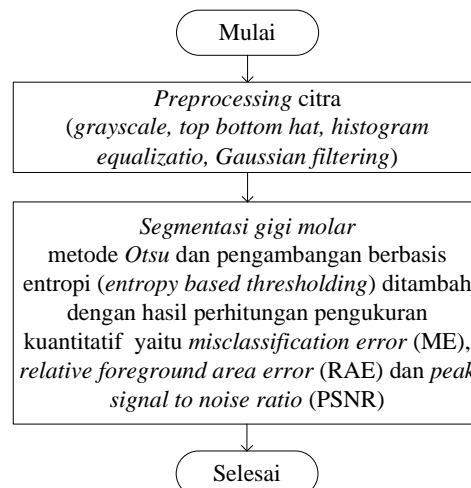 Mulai
Preprocessing citra
(grayscale, top bottom hat, histogram
equalizatio, Gaussian filtering)
Segmentasi gigi molar
metode Otsu dan pengambangan berbasis
entropi (entropy based thresholding) ditambah
dengan hasil perhitungan pengukuran
kuantitatif yaitu misclassification error (ME),
relative foreground area error (RAE) dan peak
signal to noise ratio (PSNR)
Selesai